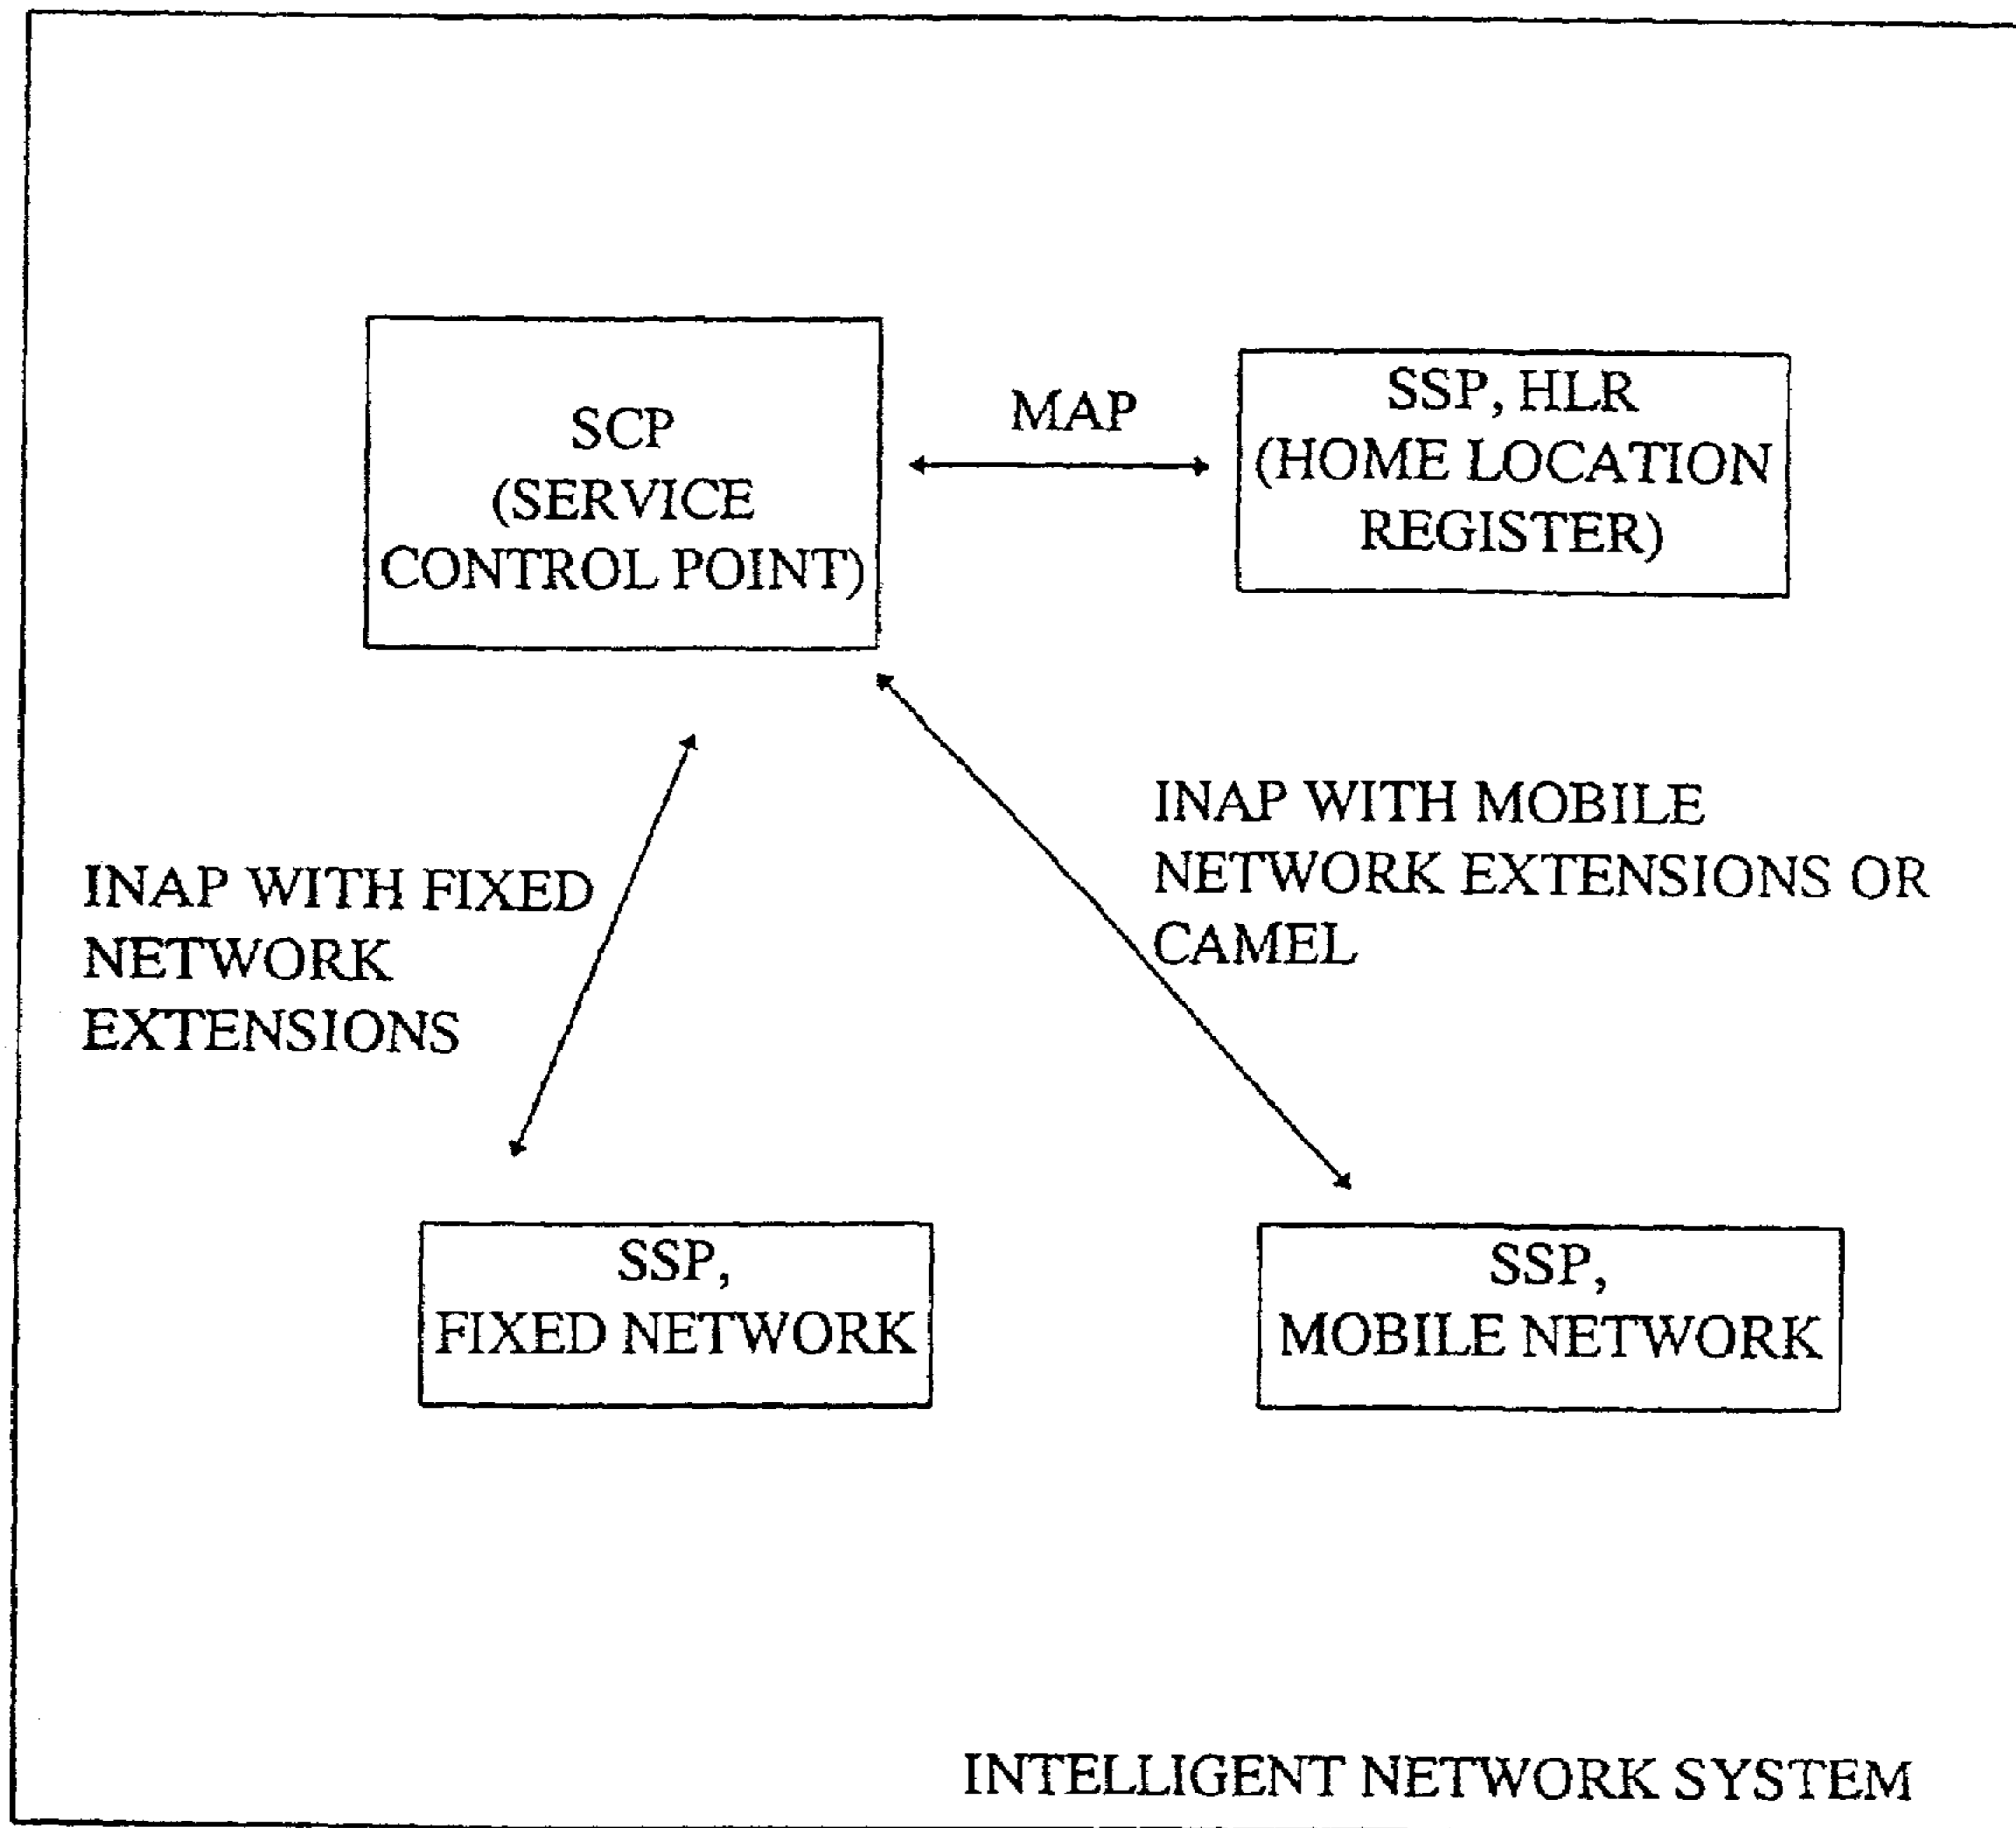 SCP
(SERVICE
CONTROL POINT)
MAP
SSP, HLR
(HOME LOCATION
REGISTER)
INAP WITH FIXED
NETWORK
EXTENSIONS
INAP WITH MOBILE
NETWORK EXTENSIONS OR
CAMEL
SSP,
FIXED NETWORK
SSP,
MOBILE NETWORK
INTELLIGENT NETWORK SYSTEM